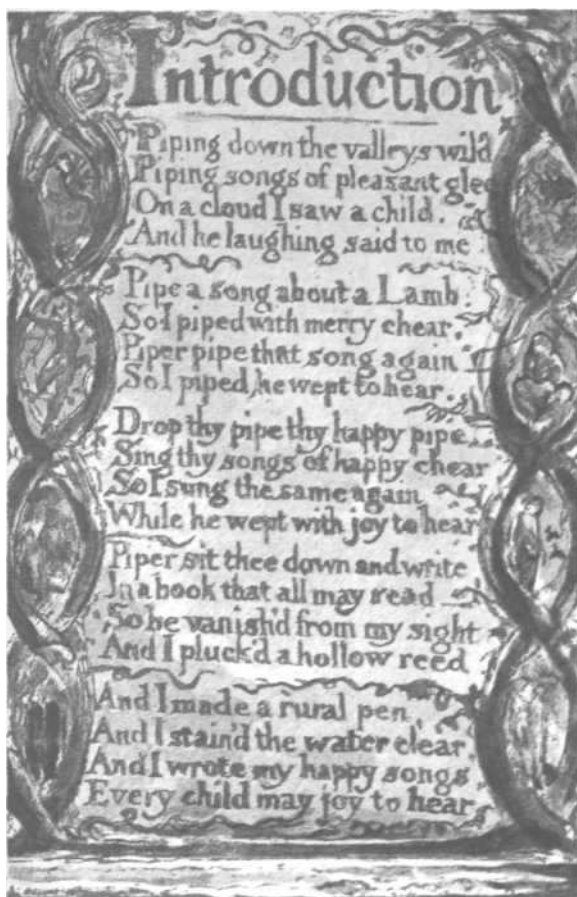 Introduction
Piping down the valleys wild
Piping songs of pleasant glee
On a cloud I saw a child.
And he laughing said to me
Pipe a song about a Lamb:
So I piped with merry chear.
Piper pipe that song again
So I piped, he wept to hear.
Drop thy pipe thy happy pipe
Sing thy songs of happy chear
So I sung the same again
While he wept with joy to hear
Piper sit thee down and write
In a book that all may read
So he vanish'd from my sight
And I pluck'd a hollow reed
And I made a rural pen,
And I stain'd the water clear
And I wrote my happy songs
Every child may joy to hear